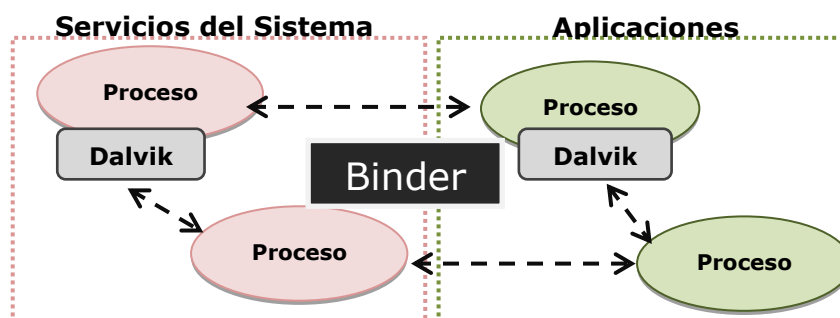 Servicios del Sistema
Aplicaciones
Proceso
Proceso
Dalvik
Dalvik
Binder
Proceso
Proceso